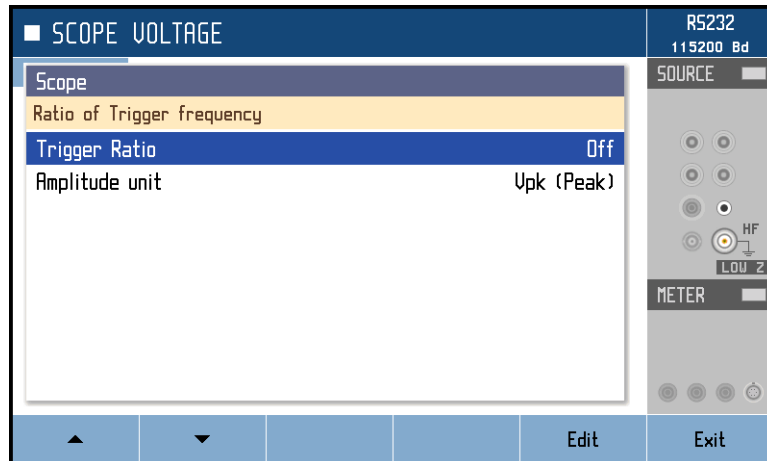 SCOPE VOLTAGE
RS232
115200 Bd
Scope
Ratio of Trigger frequency
Trigger Ratio Off
Amplitude unit Vpk (Peak)
SOURCE
HF
LOW Z
METER
Edit
Exit